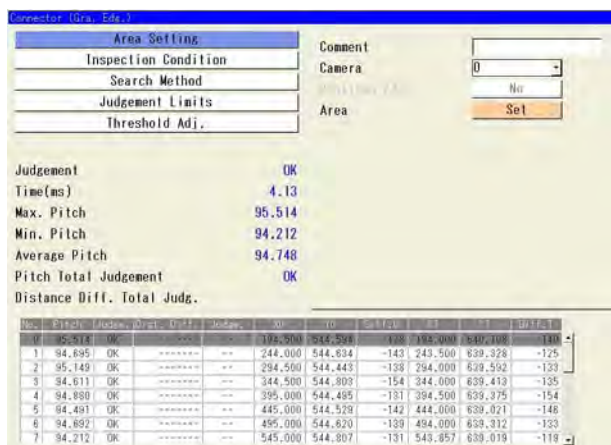 Connector (Gra. Edg.)
Area Setting
Inspection Condition
Search Method
Judgement Limits
Threshold Adj.
Comment
Camera 0
No
Area Set
Judgement OK
Time(ms) 4.13
Max. Pitch 95.514
Min. Pitch 94.212
Average Pitch 94.748
Pitch Total Judgement OK
Distance Diff. Total Judg.
No. Pitch Judge. Dist. Diff. Judge.
0 95.514 OK ------- -- 194.500 544.594 -138 194.000 640.108 -140
1 94.695 OK ------- -- 244.000 544.634 -143 243.500 639.328 -125
2 95.149 OK ------- -- 294.500 544.443 -138 294.000 639.592 -133
3 94.611 OK ------- -- 344.500 544.803 -154 344.000 639.413 -135
4 94.880 OK ------- -- 395.000 544.495 -131 394.500 639.375 -154
5 94.491 OK ------- -- 445.000 544.529 -142 444.000 639.021 -146
6 94.692 OK ------- -- 495.000 544.620 -139 494.000 639.312 -133
7 94.212 OK ------- -- 545.000 544.807 -131 543.857 639.019 119